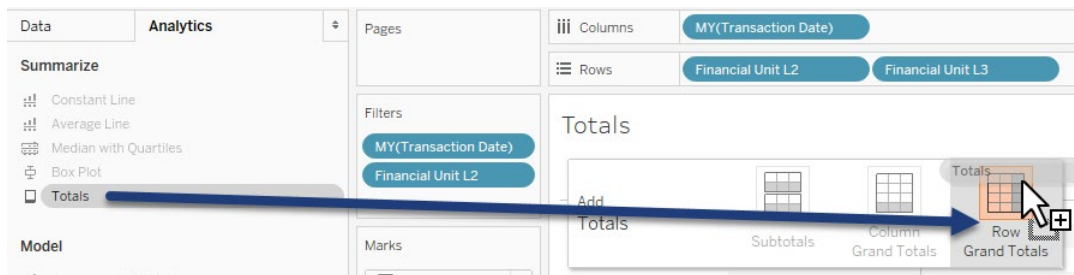 Data
Analytics
Summarize
Constant Line
Average Line
Median with Quartiles
Box Plot
Totals
Model
Pages
Filters
MY(Transaction Date)
Financial Unit L2
Marks
Columns
MY(Transaction Date)
Rows
Financial Unit L2
Financial Unit L3
Totals
Add
Totals
Subtotals
Column
Grand Totals
Totals
Row
Grand Totals